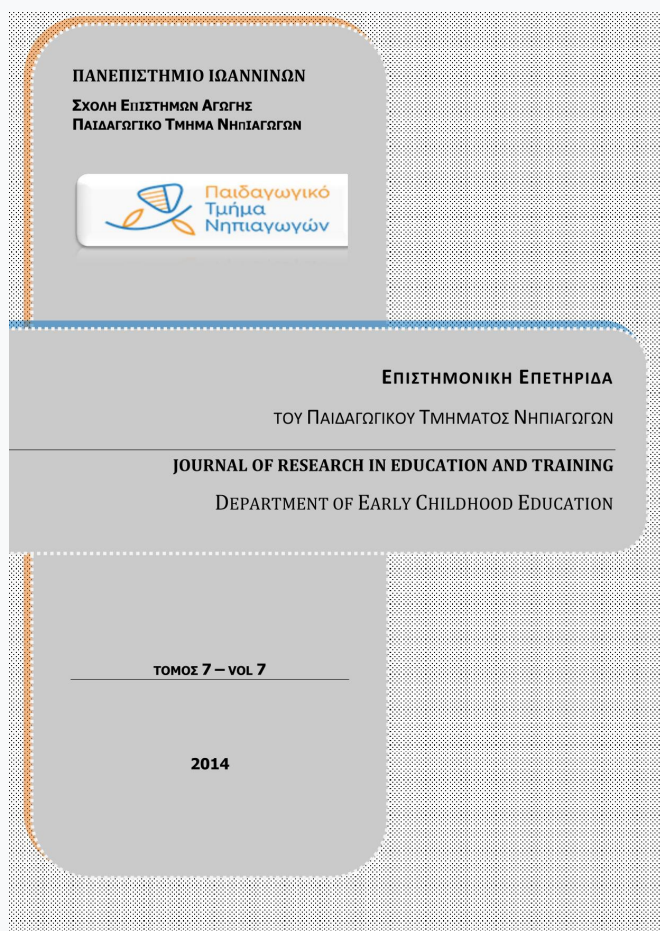 ΠΑΝΕΠΙΣΤΗΜΙΟ ΙΩΑΝΝΙΝΩΝ
ΣΧΟΛΗ ΕΠΙΣΤΗΜΩΝ ΑΓΩΓΗΣ
ΠΑΙΔΑΓΩΓΙΚΟ ΤΜΗΜΑ ΝΗΠΙΑΓΩΓΩΝ
Παιδαγωγικό
Τμήμα
Νηπιαγωγών
ΕΠΙΣΤΗΜΟΝΙΚΗ ΕΠΕΤΗΡΙΔΑ
ΤΟΥ ΠΑΙΔΑΓΩΓΙΚΟΥ ΤΜΗΜΑΤΟΣ ΝΗΠΙΑΓΩΓΩΝ
JOURNAL OF RESEARCH IN EDUCATION AND TRAINING
DEPARTMENT OF EARLY CHILDHOOD EDUCATION
ΤΟΜΟΣ 7 – VOL 7
2014